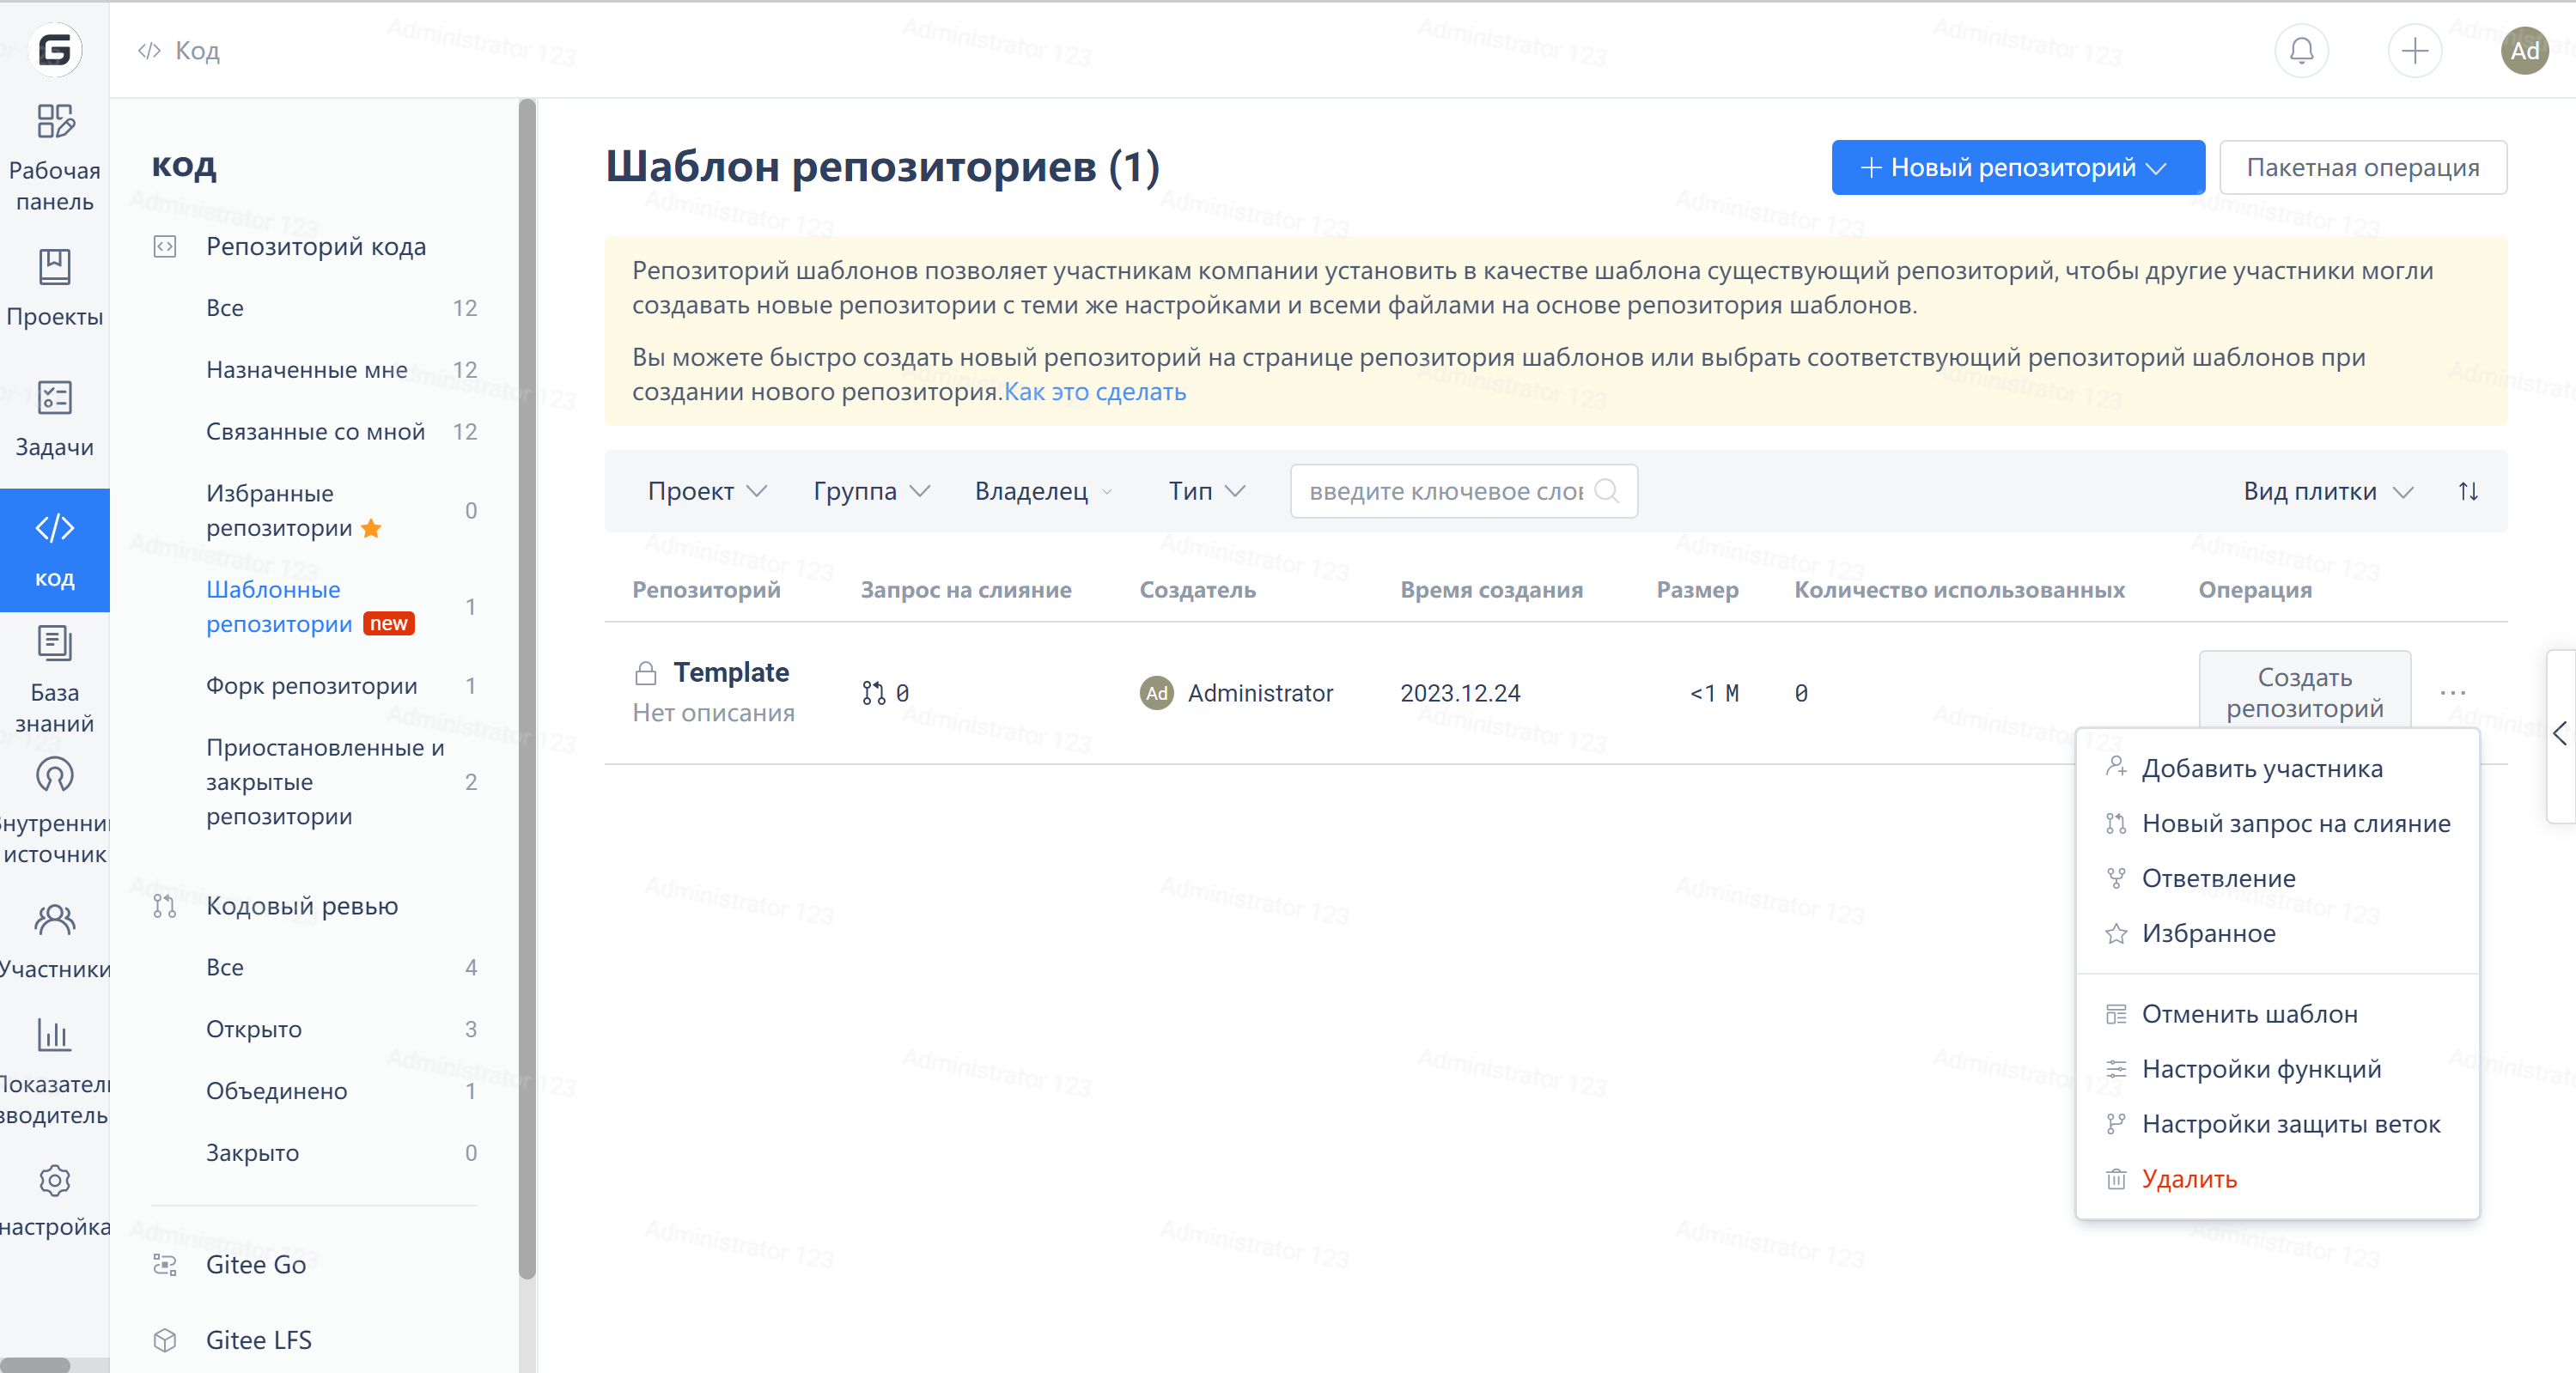 Код
Ad
Рабочая
панель
Проекты
Задачи
код
База
знаний
нутренни
источник
Участники
Показател
зводитель
настройка
код
Репозиторий кода
Все 12
Назначенные мне 12
Связанные со мной 12
Избранные
репозитории 0
Шаблонные
репозитории new 1
Форк репозитории 1
Приостановленные и
закрытые
репозитории 2
Кодовый ревью
Все 4
Открыто 3
Объединено 1
Закрыто 0
Gitee Go
Gitee LFS
Шаблон репозиториев (1)
Новый репозиторий
Пакетная операция
Репозиторий шаблонов позволяет участникам компании установить в качестве шаблона существующий репозиторий, чтобы другие участники могли
создавать новые репозитории с теми же настройками и всеми файлами на основе репозитория шаблонов.
Вы можете быстро создать новый репозиторий на странице репозитория шаблонов или выбрать соответствующий репозиторий шаблонов при
создании нового репозитория.Как это сделать
Проект Группа Владелец Тип введите ключевое слов Вид плитки
Репозиторий Запрос на слияние Создатель Время создания Размер Количество использованных Операция
Template
Нет описания
0
Ad Administrator
2023.12.24
<1 M
0
Создать
репозиторий
...
Добавить участника
Новый запрос на слияние
Ответвление
Избранное
Отменить шаблон
Настройки функций
Настройки защиты веток
Удалить
Administrator 123